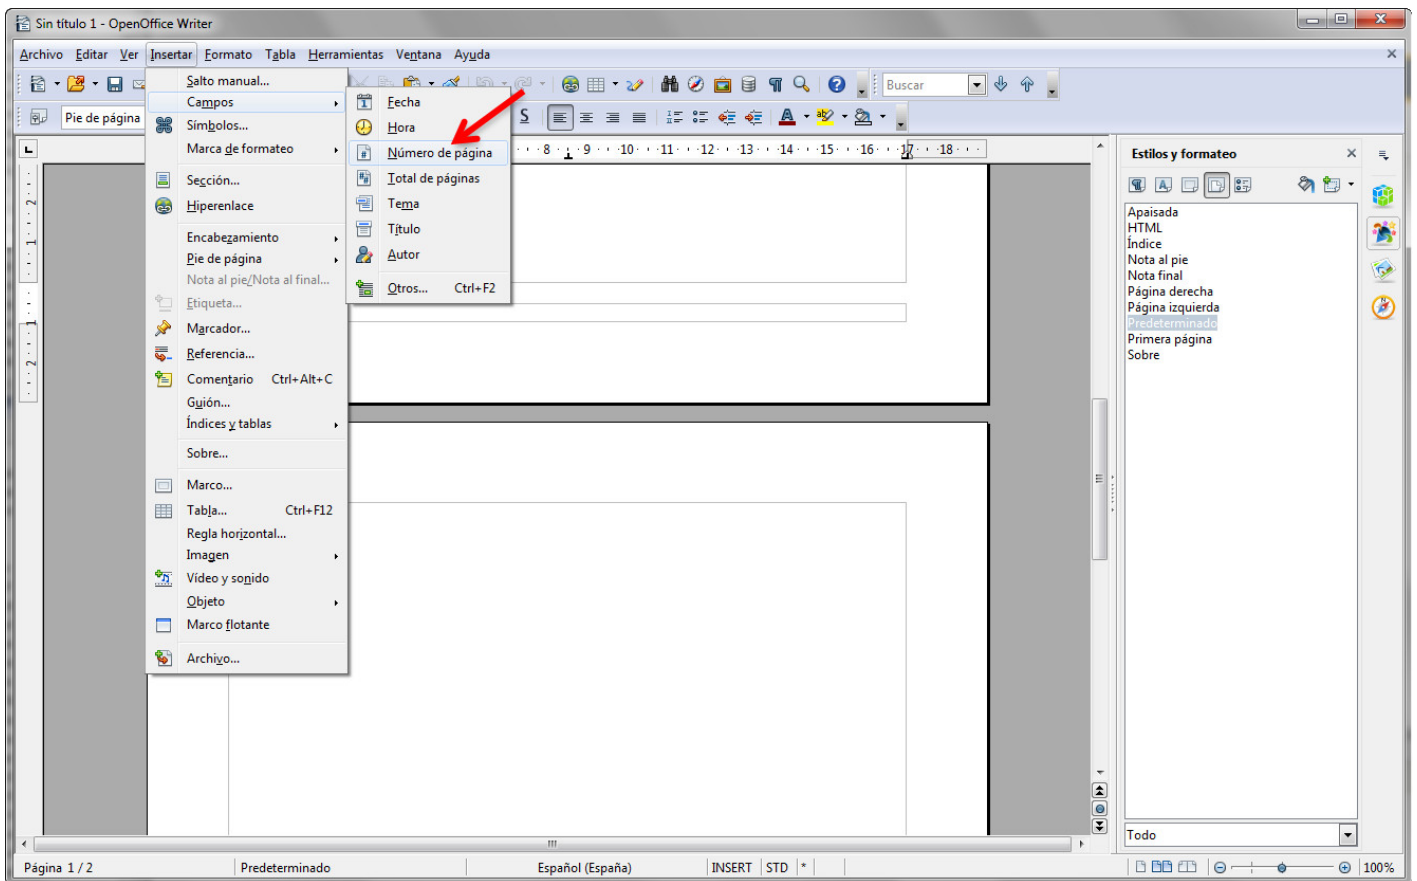 Sin título 1 - OpenOffice Writer
Archivo Editar Ver Insertar Formato Tabla Herramientas Ventana Ayuda
Buscar
Pie de página
S
A
8 9 10 11 12 13 14 15 16 17 18
2
1
1
2
Salto manual...
Campos
Símbolos...
Marca de formateo
Sección...
Hiperenlace
Encabezamiento
Pie de página
Nota al pie/Nota al final...
Etiqueta...
Marcador...
Referencia...
Comentario Ctrl+Alt+C
Guión...
Índices y tablas
Sobre...
Marco...
Tabla... Ctrl+F12
Regla horizontal...
Imagen
Vídeo y sonido
Objeto
Marco flotante
Archivo...
Fecha
Hora
Número de página
Total de páginas
Tema
Título
Autor
Otros... Ctrl+F2
Estilos y formateo
Apaisada
HTML
Índice
Nota al pie
Nota final
Página derecha
Página izquierda
Predeterminado
Primera página
Sobre
Todo
Página 1 / 2 Predeterminado Español (España) INSERT STD * 100%